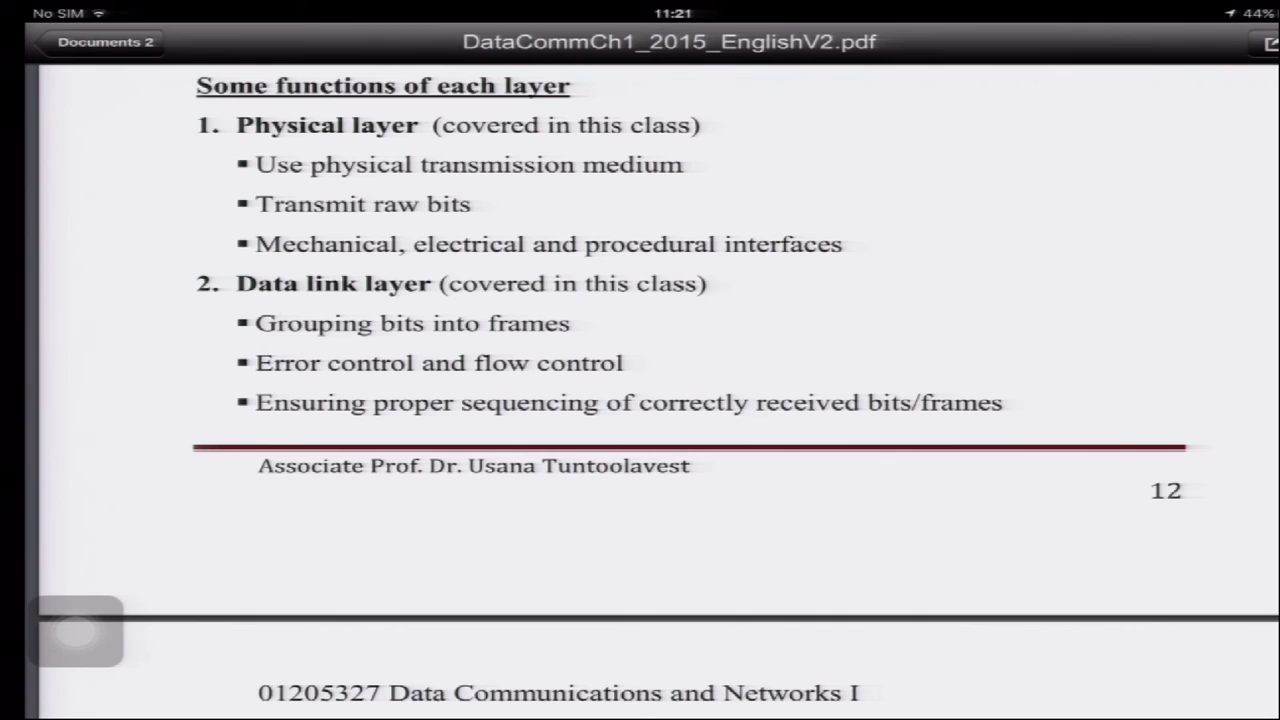 No SIM 11:21 44%
Documents 2 DataCommCh1_2015_EnglishV2.pdf
Some functions of each layer
1. Physical layer (covered in this class)
▪ Use physical transmission medium
▪ Transmit raw bits
▪ Mechanical, electrical and procedural interfaces
2. Data link layer (covered in this class)
▪ Grouping bits into frames
▪ Error control and flow control
▪ Ensuring proper sequencing of correctly received bits/frames
Associate Prof. Dr. Usana Tuntoolavest
12
01205327 Data Communications and Networks I